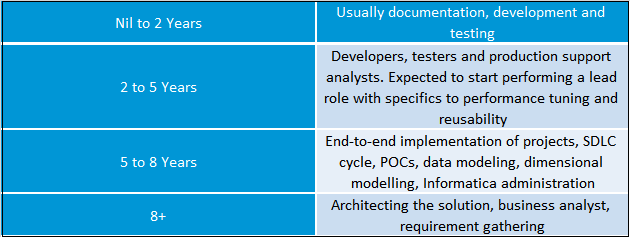 Nil to 2 Years
Usually documentation, development and
testing
2 to 5 Years
Developers, testers and production support
analysts. Expected to start performing a lead
role with specifics to performance tuning and
reusability
5 to 8 Years
End-to-end implementation of projects, SDLC
cycle, POCs, data modeling, dimensional
modelling, Informatica administration
8+
Architecting the solution, business analyst,
requirement gathering